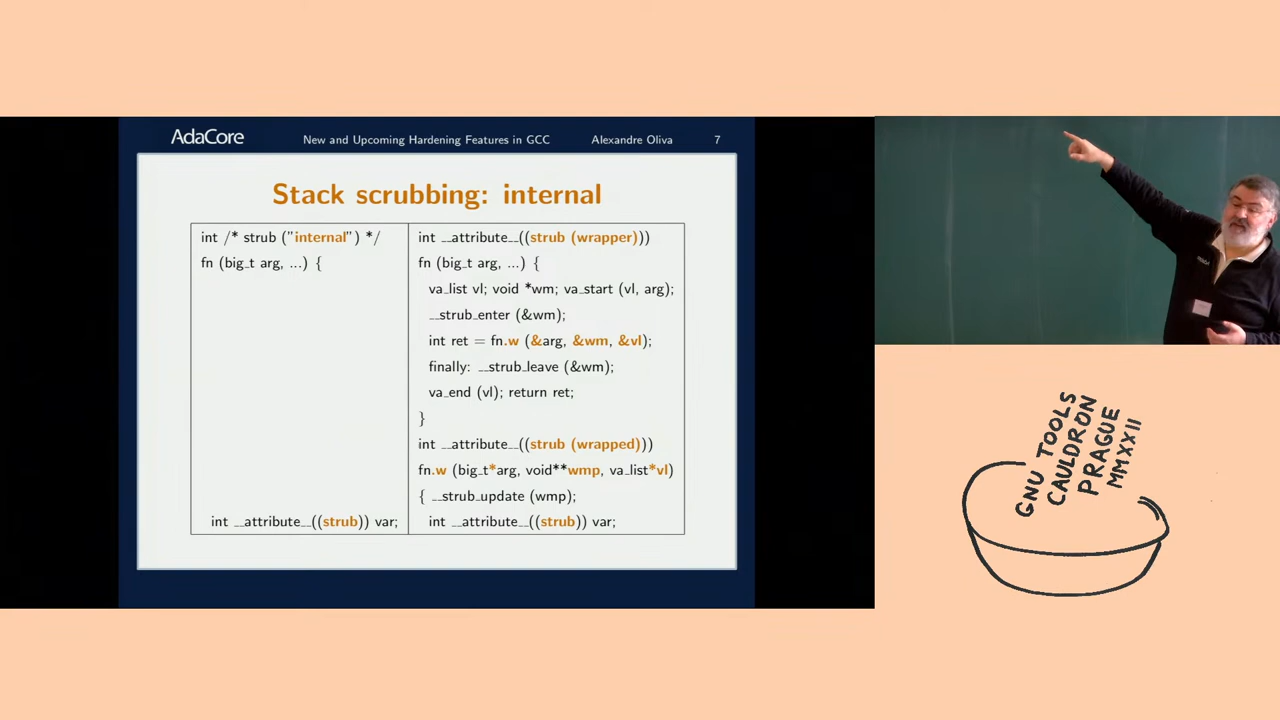 AdaCore New and Upcoming Hardening Features in GCC Alexandre Oliva 7
Stack scrubbing: internal
int /* strub ("internal") */
fn (big_t arg, ...) {
int __attribute__((strub)) var;
int __attribute__((strub (wrapper)))
fn (big_t arg, ...) {
va_list vl; void *wm; va_start (vl, arg);
__strub_enter (&wm);
int ret = fn.w (&arg, &wm, &vl);
finally: __strub_leave (&wm);
va_end (vl); return ret;
}
int __attribute__((strub (wrapped)))
fn.w (big_t*arg, void**wmp, va_list*vl)
{ __strub_update (wmp);
int __attribute__((strub)) var;
GNU TOOLS
CAULDRON
PRAGUE
MMXXII